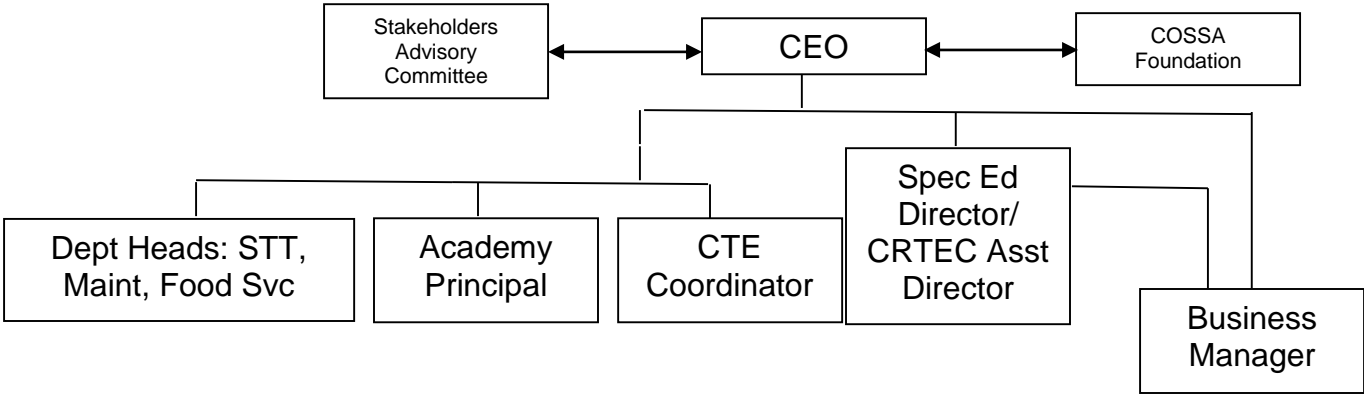 Stakeholders
Advisory
Committee
CEO
COSSA
Foundation
Dept Heads: STT,
Maint, Food Svc
Academy
Principal
CTE
Coordinator
Spec Ed
Director/
CRTEC Asst
Director
Business
Manager